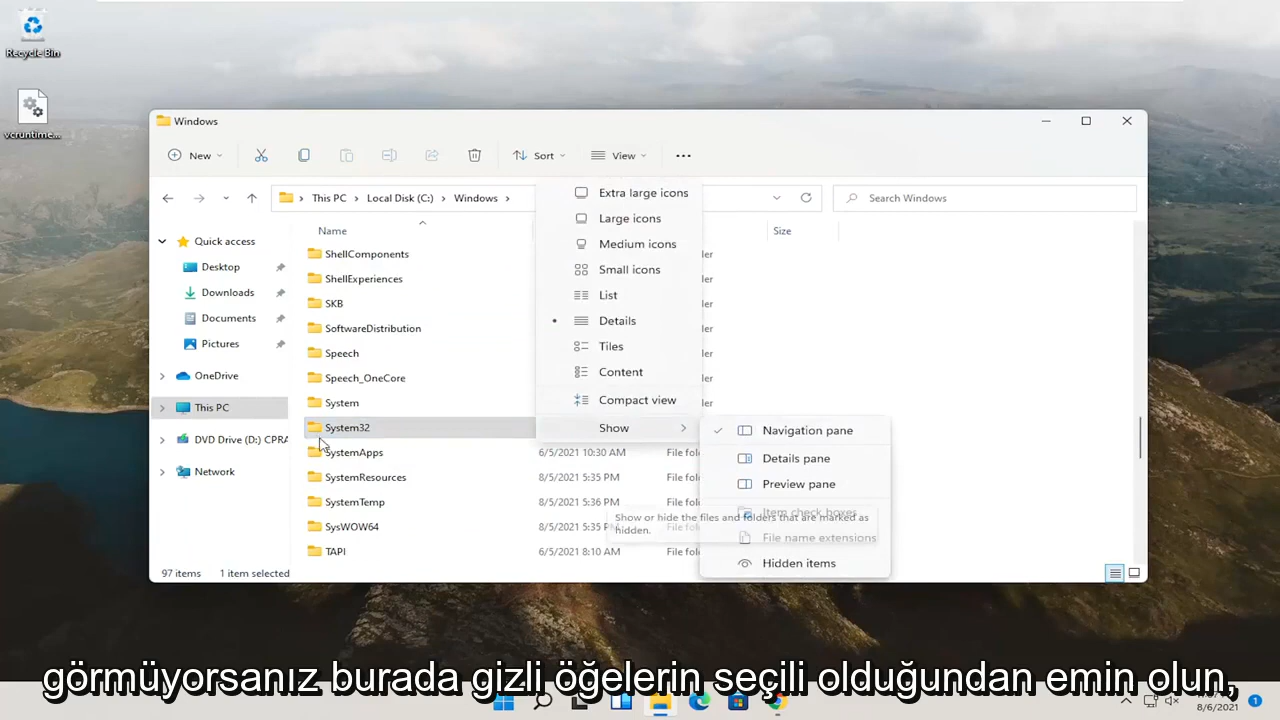 Recycle Bin
vcruntime...
Windows
New
Sort
View
This PC
Local Disk (C:)
Windows
Search Windows
Name
Size
Quick access
Desktop
Downloads
Documents
Pictures
OneDrive
This PC
DVD Drive (D:) CPRA
Network
ShellComponents
ShellExperiences
SKB
SoftwareDistribution
Speech
Speech_OneCore
System
System32
SystemApps 6/5/2021 10:30 AM File folder
SystemResources 8/5/2021 5:35 PM File folder
SystemTemp 8/5/2021 5:36 PM File fol
SysWOW64 8/5/2021 5:35 PM File fo
TAPI 6/5/2021 8:10 AM File fol
Extra large icons
Large icons
Medium icons
Small icons
List
Details
Tiles
Content
Compact view
Show
Navigation pane
Details pane
Preview pane
Item check boxes
File name extensions
Hidden items
Show or hide the files and folders that are marked as
hidden.
97 items 1 item selected
görmüyorsanız burada gizli öğelerin seçili olduğundan emin olun,
8/6/2021
1